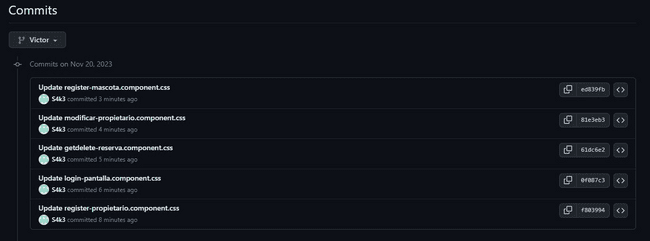 Commits
Victor
Commits on Nov 20, 2023
Update register-mascota.component.css
S4k3 committed 3 minutes ago
ed839fb
Update modificar-propietario.component.css
S4k3 committed 4 minutes ago
81e3eb3
Update getdelete-reserva.component.css
S4k3 committed 5 minutes ago
61dc6e2
Update login-pantalla.component.css
S4k3 committed 6 minutes ago
0f087c3
Update register-propietario.component.css
S4k3 committed 8 minutes ago
f803994